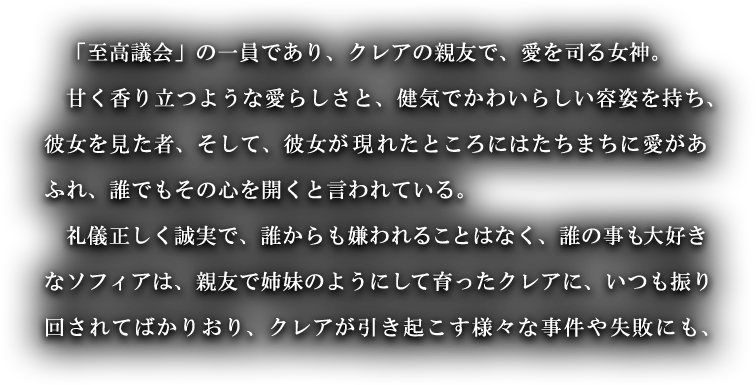 「至高議会」の一員であり、クレアの親友で、愛を司る女神。
甘く香り立つような愛らしさと、健気でかわいらしい容姿を持ち、
彼女を見た者、そして、彼女が現れたところにはたちまちに愛があ
ふれ、誰でもその心を開くと言われている。
礼儀正しく誠実で、誰からも嫌われることはなく、誰の事も大好き
なソフィアは、親友で姉妹のようにして育ったクレアに、いつも振り
回されてばかりおり、クレアが引き起こす様々な事件や失敗にも、